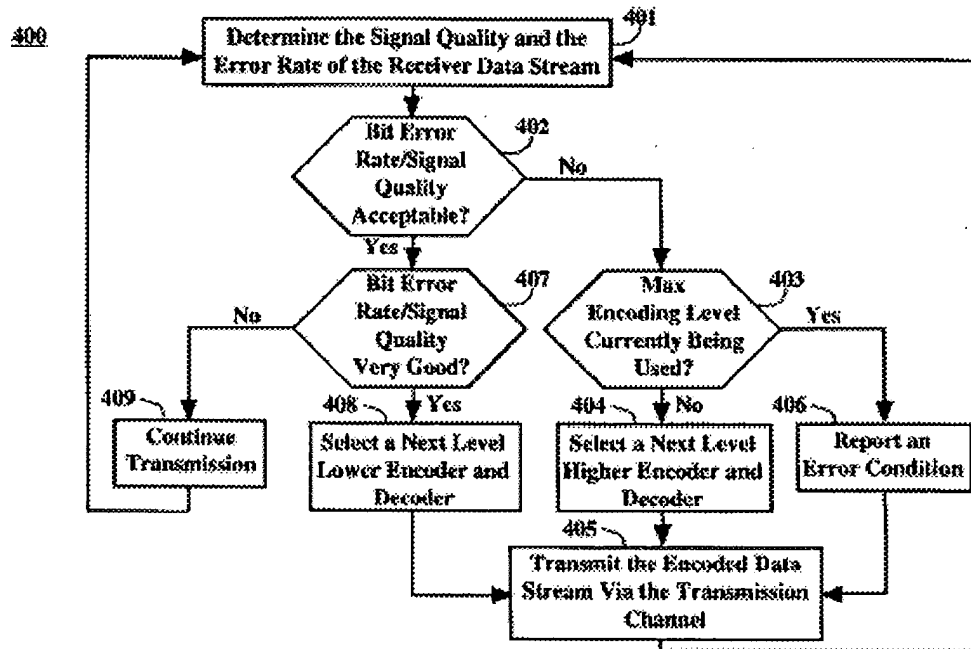 400
401
Determine the Signal Quality and the
Error Rate of the Receiver Data Stream
402
Bit Error
Rate/Signal
Quality
Acceptable?
No
Yes
407
Bit Error
Rate/Signal
Quality
Very Good?
No
403
Max
Encoding Level
Currently Being
Used?
Yes
409
Continue
Transmission
408
Yes
Select a Next Level
Lower Encoder and
Decoder
404
No
Select a Next Level
Higher Encoder and
Decoder
406
Report an
Error Condition
405
Transmit the Encoded Data
Stream Via the Transmission
Channel